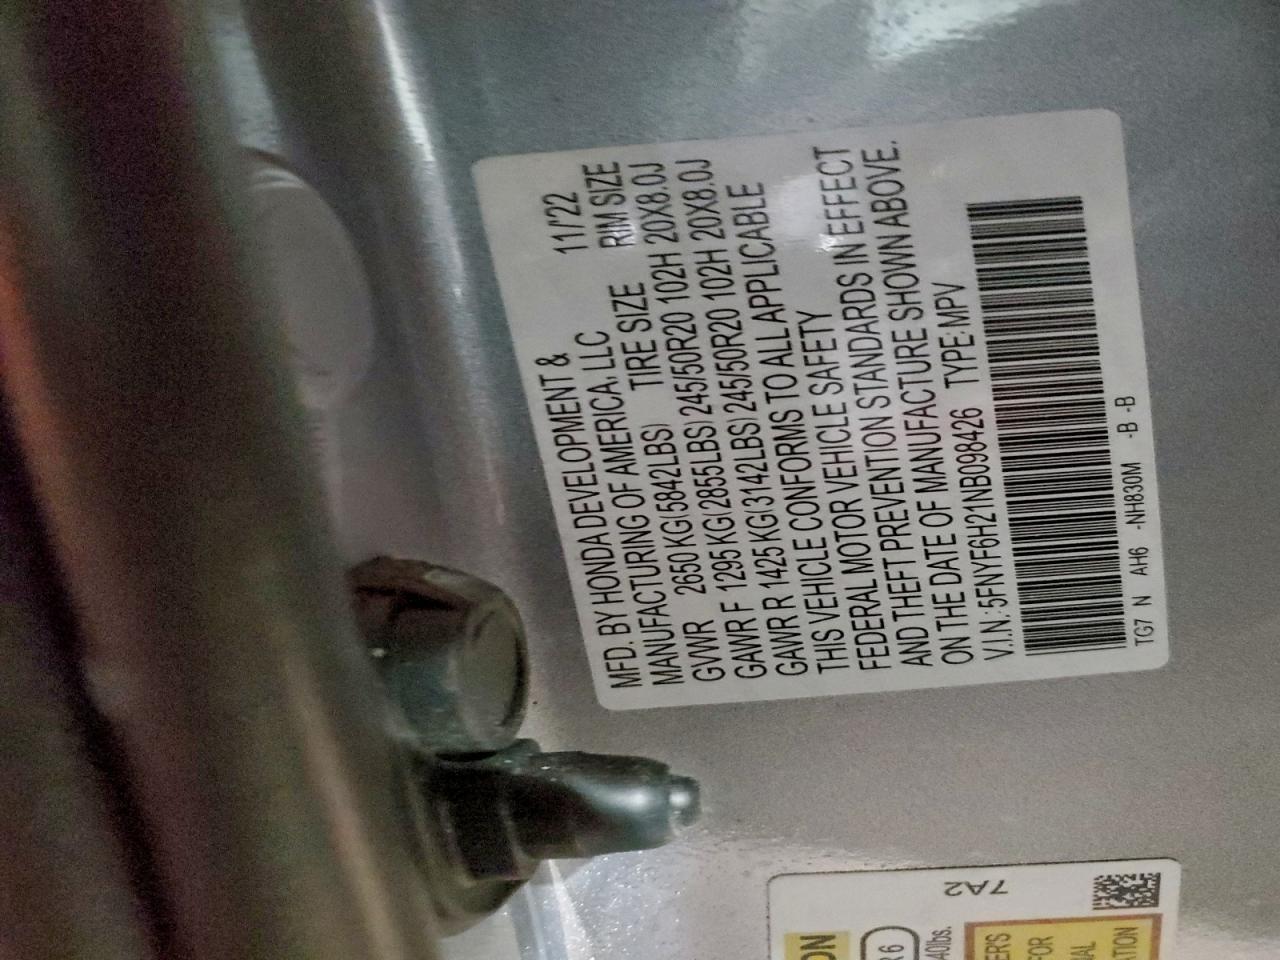 MFD. BY HONDA DEVELOPMENT & 11/'22
MANUFACTURING OF AMERICA, LLC RIM SIZE
GVWR 2650 KG(5842LBS) TIRE SIZE
GAWR F 1295 KG(2855LBS) 245/50R20 102H 20X8.0J
GAWR R 1425 KG(3142LBS) 245/50R20 102H 20X8.0J
THIS VEHICLE CONFORMS TO ALL APPLICABLE
FEDERAL MOTOR VEHICLE SAFETY
AND THEFT PREVENTION STANDARDS IN EFFECT
ON THE DATE OF MANUFACTURE SHOWN ABOVE.
V.I.N.:5FNYF6H21NB098426 TYPE:MPV
TG7 N AH6 -NH830M -B -B
7A2
R6
40lbs.